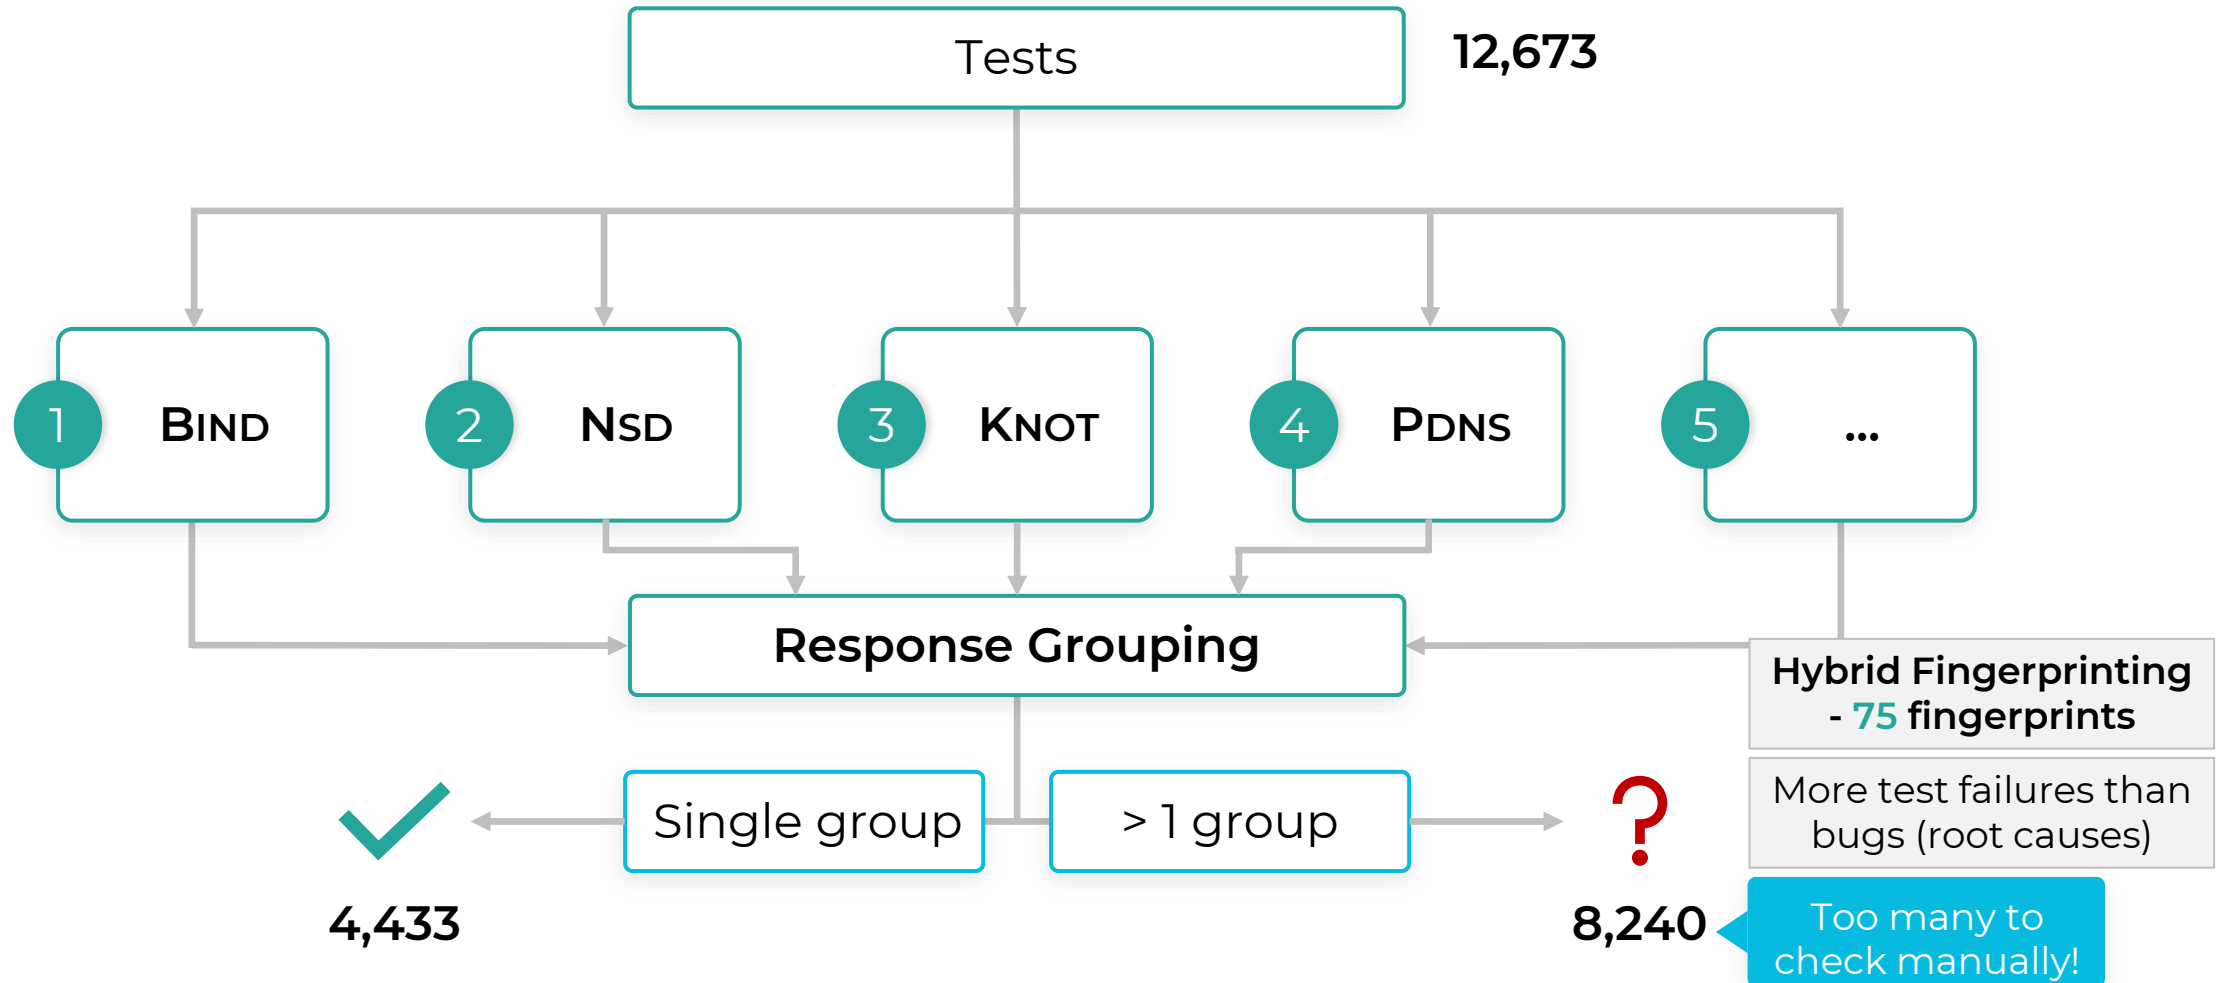 Tests
12,673
1
BIND
2
NSD
3
KNOT
4
PDNS
5
...
Response Grouping
Hybrid Fingerprinting
- 75 fingerprints
Single group
> 1 group
?
More test failures than
bugs (root causes)
4,433
8,240
Too many to
check manually!